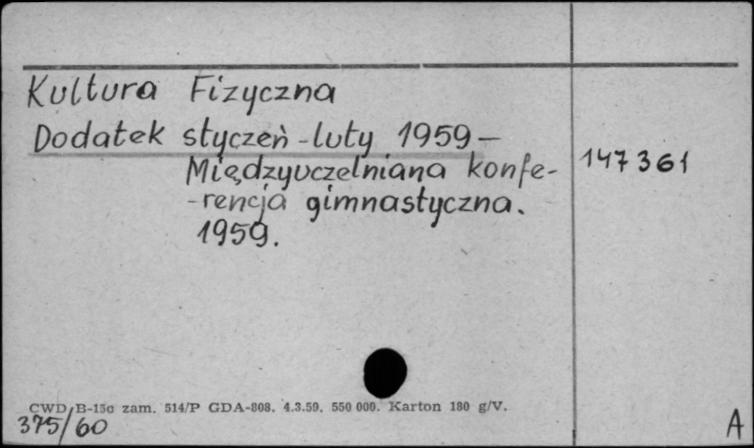 Kultura Fizyczna
Dodatek styczeń - luty 1959 —
Międzyuczelniana konfe-
-rencja gimnastyczna.
1959.
147361
CWD, B-15c zam. 514/P GDA-808. 4.3.59. 550 000. Karton 180 g/V.
375/60
A